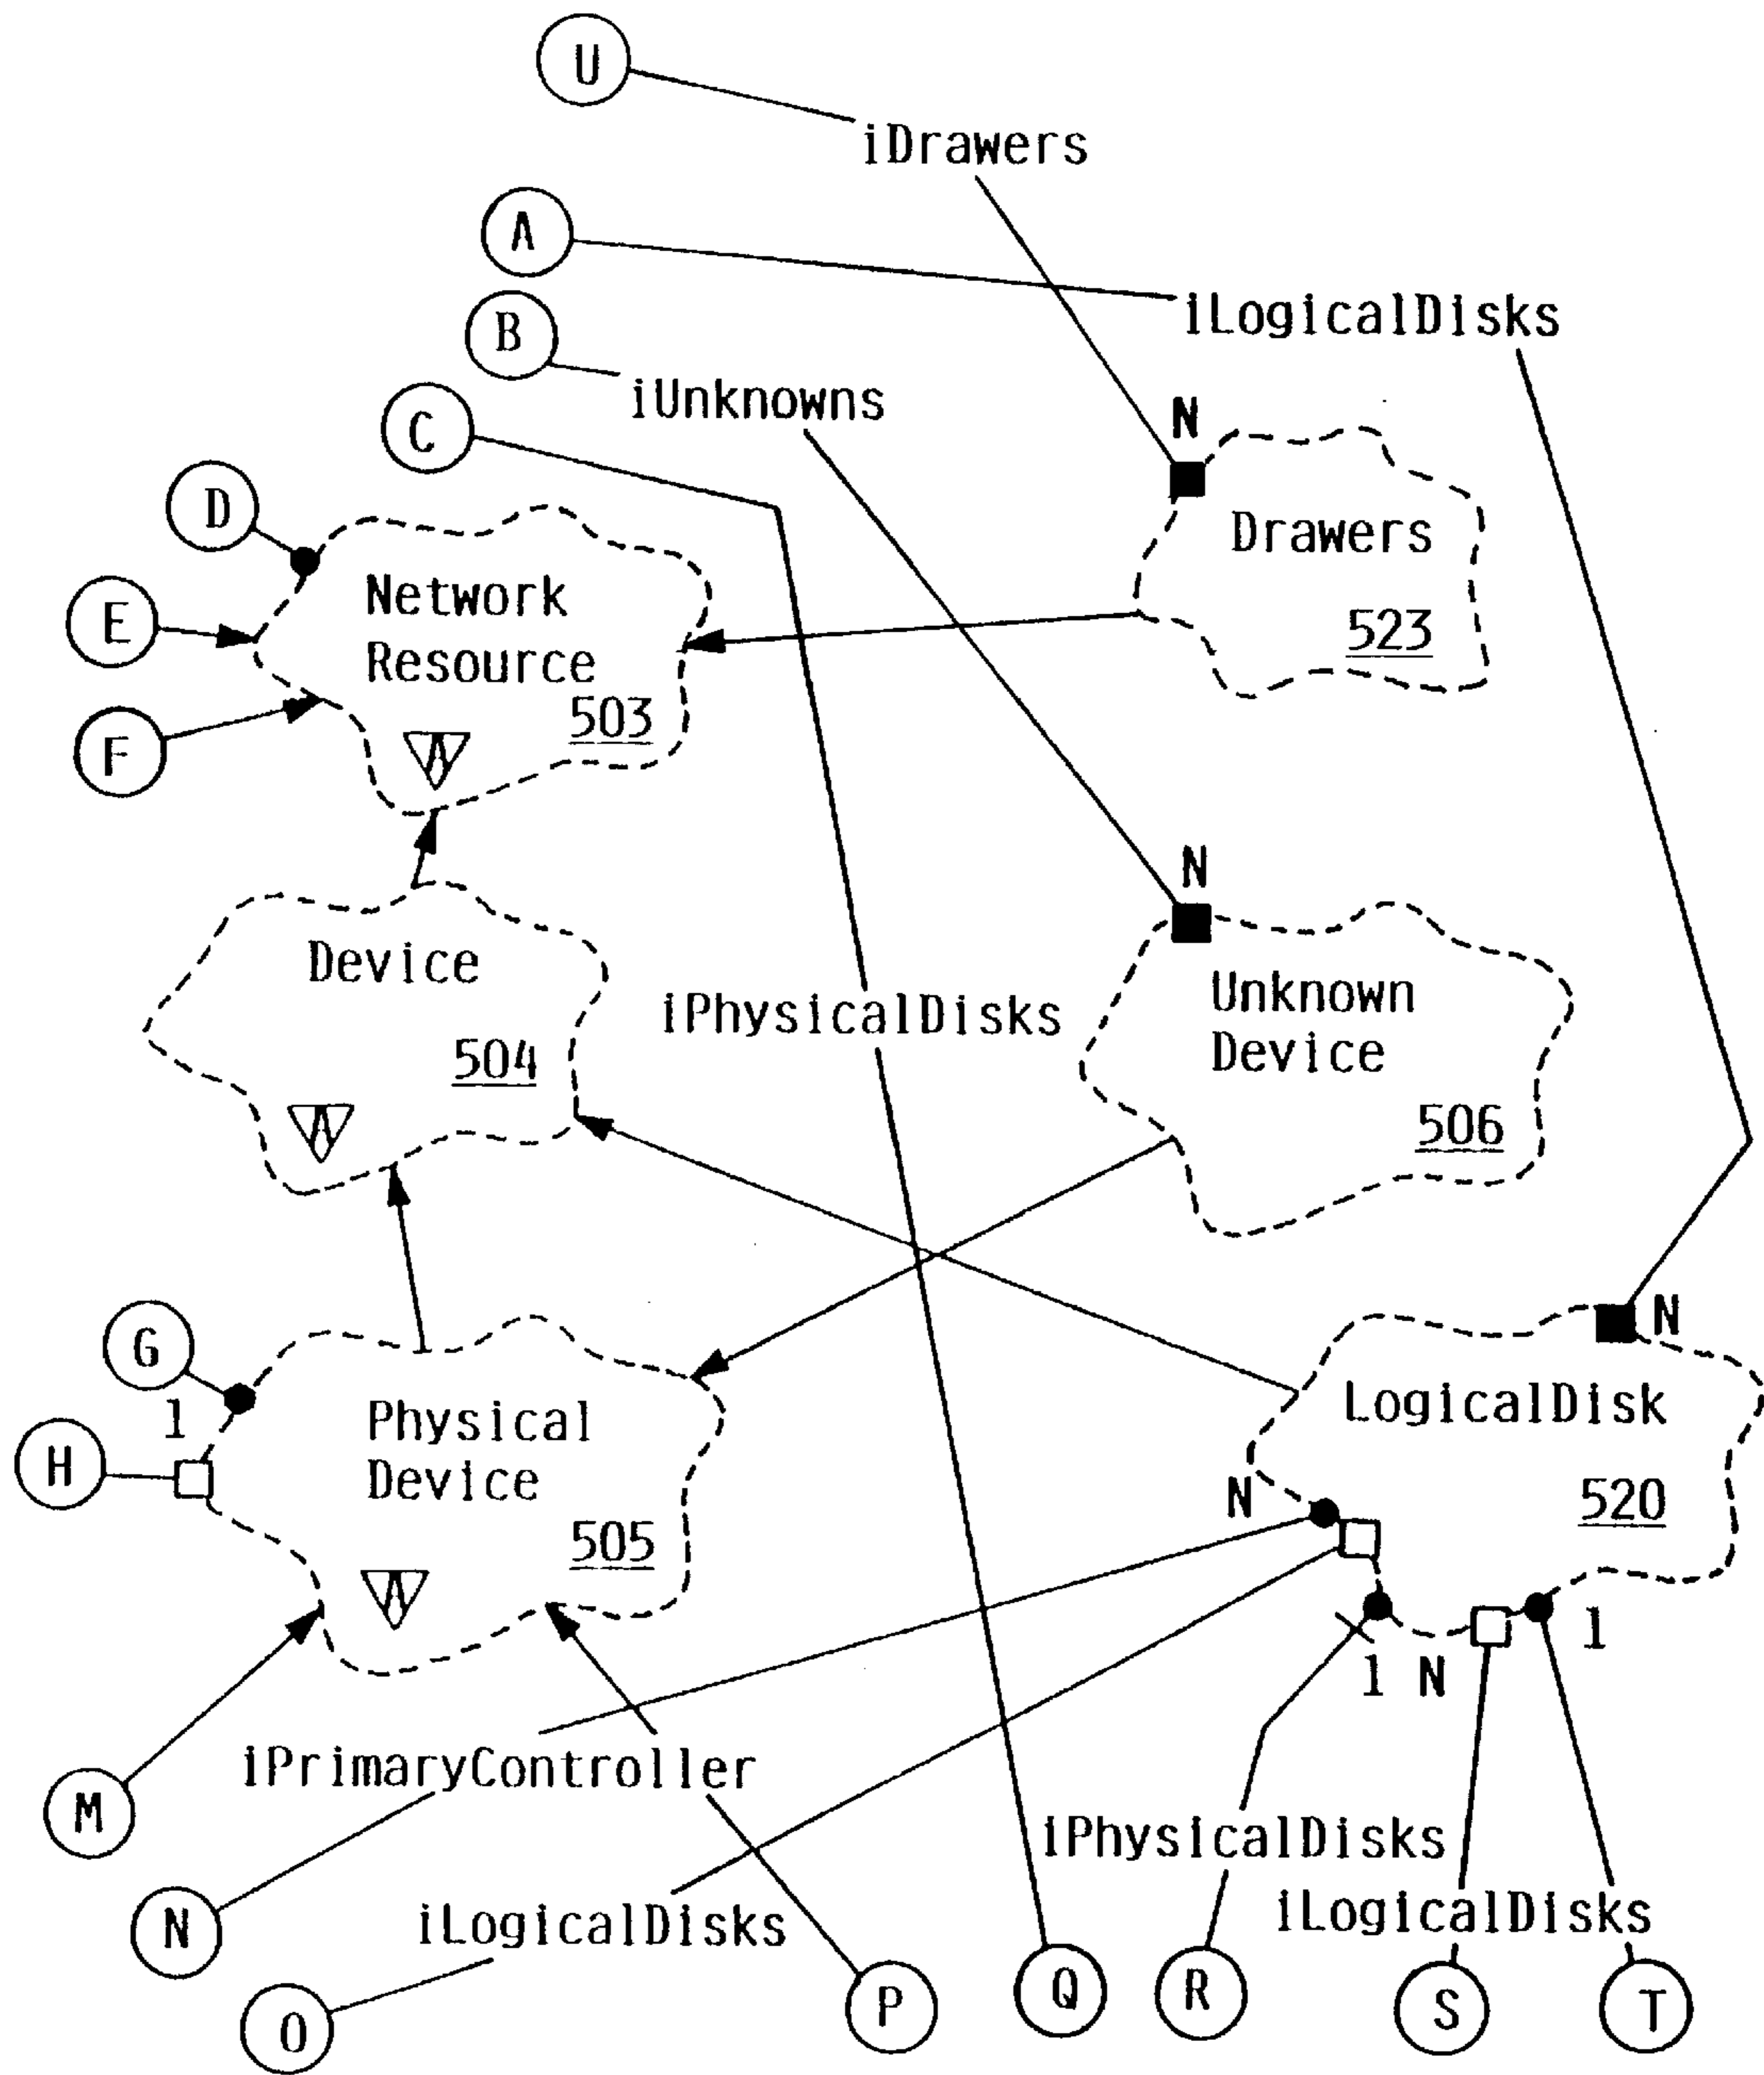 U
iDrawers
A
iLogicalDisks
B
iUnknowns
N
C
D
Drawers
Network
Resource
E
523
503
F
A
N
Device
Unknown
Device
iPhysicalDisks
504
506
A
N
G
LogicalDisk
1
Physical
Device
H
N
520
505
A
1
1 N
iPrimaryController
M
iPhysicalDisks
N
iLogicalDisks
iLogicalDisks
O
P
Q
R
S
T